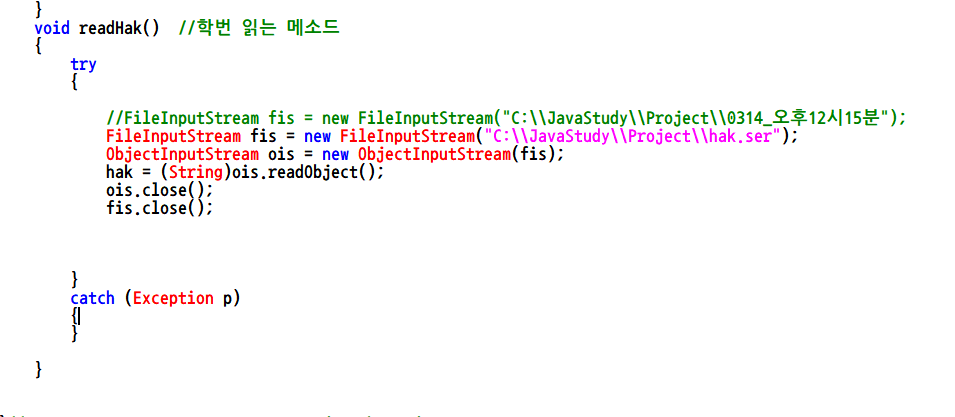 }
void readHak()  //학번 읽는 메소드
{
try
{
//FileInputStream fis = new FileInputStream("C:\\JavaStudy\\Project\\0314_오후12시15분");
FileInputStream fis = new FileInputStream("C:\\JavaStudy\\Project\\hak.ser");
ObjectInputStream ois = new ObjectInputStream(fis);
hak = (String)ois.readObject();
ois.close();
fis.close();
}
catch (Exception p)
{
}
}